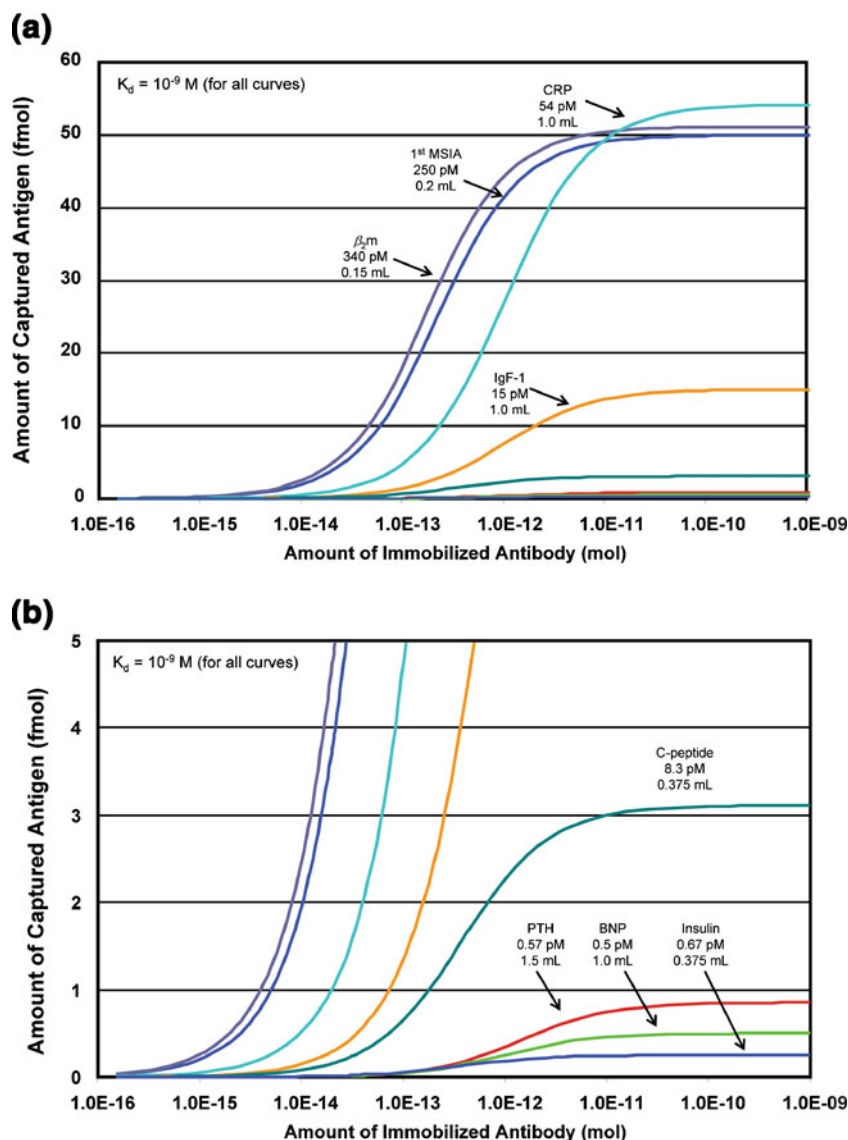 (a)
60
50
40
30
20
10
0
Amount of Captured Antigen (fmol)
K_d = 10^-9 M (for all curves)
CRP
54 pM
1.0 mL
1st MSIA
250 pM
0.2 mL
β₂m
340 pM
0.15 mL
IgF-1
15 pM
1.0 mL
1.0E-16 1.0E-15 1.0E-14 1.0E-13 1.0E-12 1.0E-11 1.0E-10 1.0E-09
Amount of Immobilized Antibody (mol)
(b)
5
4
3
2
1
0
Amount of Captured Antigen (fmol)
K_d = 10^-9 M (for all curves)
C-peptide
8.3 pM
0.375 mL
PTH
0.57 pM
1.5 mL
BNP
0.5 pM
1.0 mL
Insulin
0.67 pM
0.375 mL
1.0E-16 1.0E-15 1.0E-14 1.0E-13 1.0E-12 1.0E-11 1.0E-10 1.0E-09
Amount of Immobilized Antibody (mol)